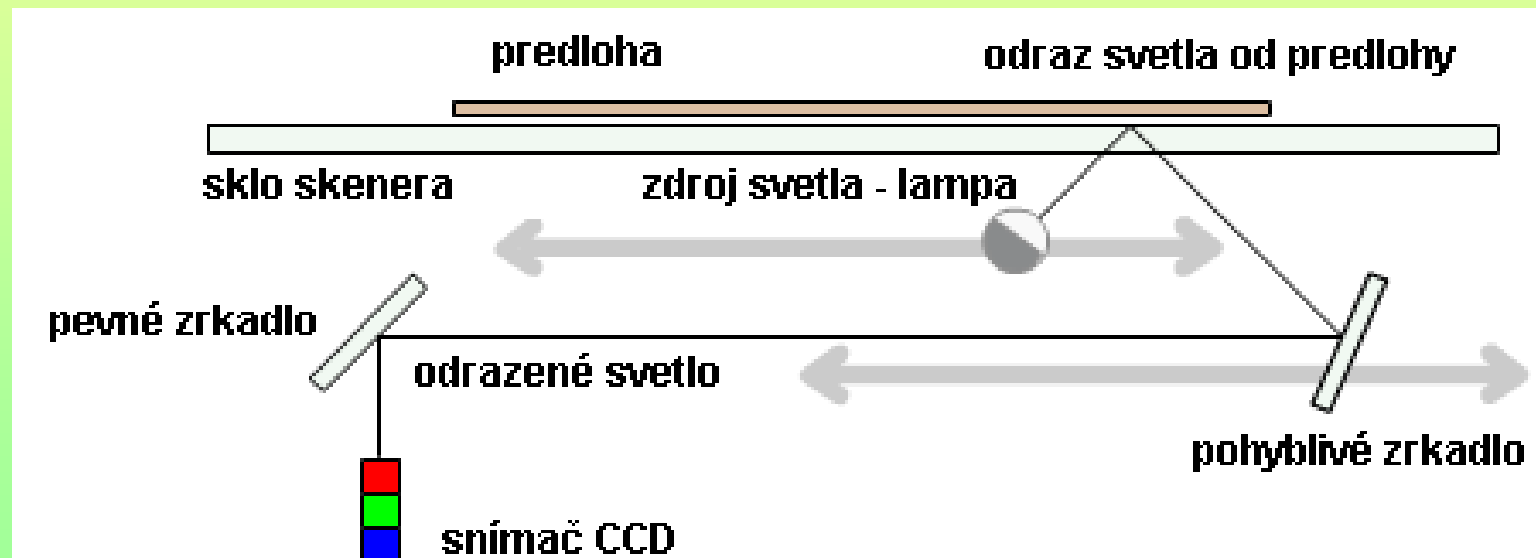 predloha
odraz svetla od predlohy
sklo skenera
zdroj svetla - lampa
pevné zrkadlo
odrazené svetlo
pohyblivé zrkadlo
snímač CCD